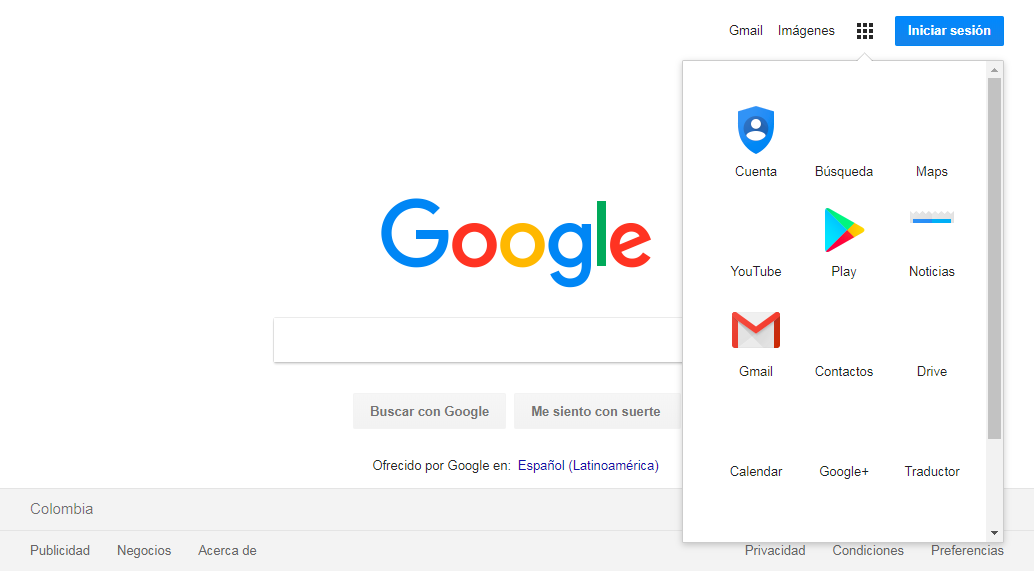 Gmail Imágenes Iniciar sesión
Cuenta Búsqueda Maps
Google
YouTube Play Noticias
Gmail Contactos Drive
Buscar con Google Me siento con suerte
Ofrecido por Google en: Español (Latinoamérica)
Calendar Google+ Traductor
Colombia
Publicidad Negocios Acerca de Privacidad Condiciones Preferencias